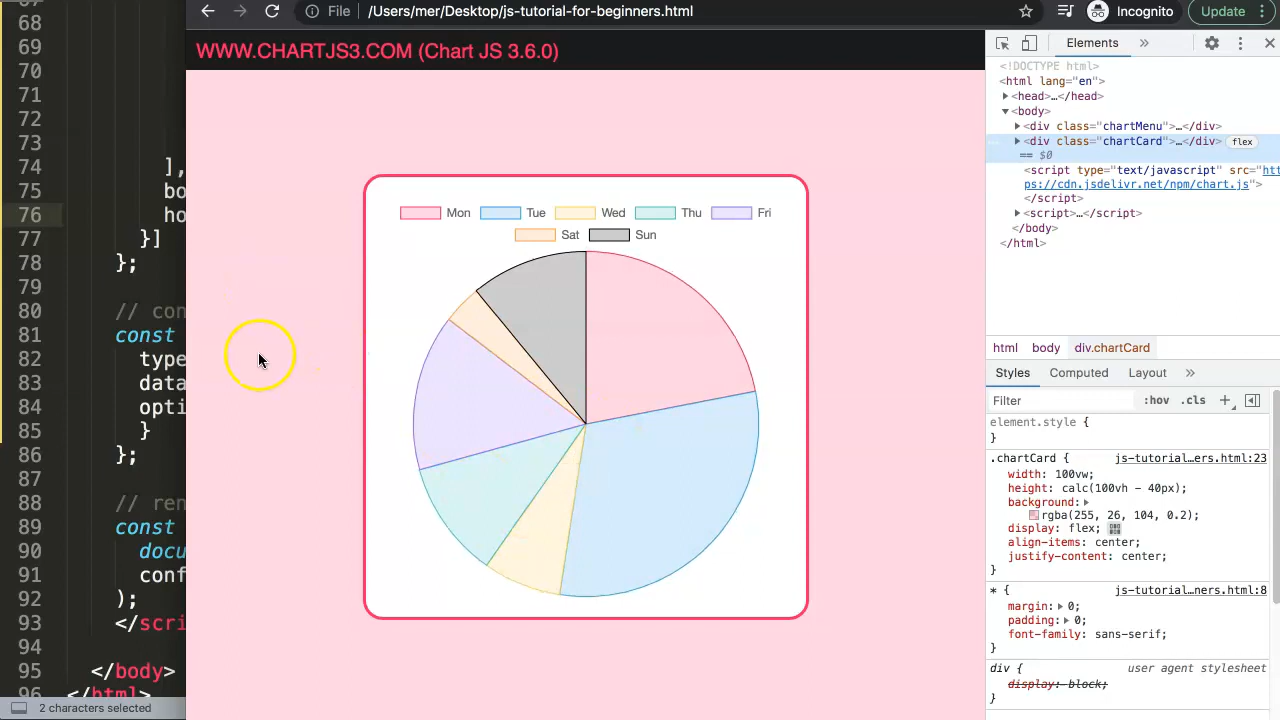 File
/Users/mer/Desktop/js-tutorial-for-beginners.html
Incognito
Update
WWW.CHARTJS3.COM (Chart JS 3.6.0)
68
69
70
71
72
73
74 ],
75 bo
76 ho
77 }]
78 };
79
80 // con
81 const
82 type
83 data
84 opti
85 }
86 };
87
88 // ren
89 const
90 docu
91 conf
92 );
93 </scri
94
95 </body>
96 </html>
2 characters selected
Mon Tue Wed Thu Fri
Sat Sun
Elements
<!DOCTYPE html>
<html lang="en">
<head>…</head>
<body>
<div class="chartMenu">…</div>
<div class="chartCard">…</div> flex
== $0
<script type="text/javascript" src="htt
ps://cdn.jsdelivr.net/npm/chart.js">
</script>
<script>…</script>
</body>
</html>
html body div.chartCard
Styles Computed Layout
Filter :hov .cls
element.style {
}
.chartCard { js-tutorial…ers.html:23
width: 100vw;
height: calc(100vh - 40px);
background:
rgba(255, 26, 104, 0.2);
display: flex;
align-items: center;
justify-content: center;
}
* { js-tutorial…ners.html:8
margin: 0;
padding: 0;
font-family: sans-serif;
}
div { user agent stylesheet
display: block;
}